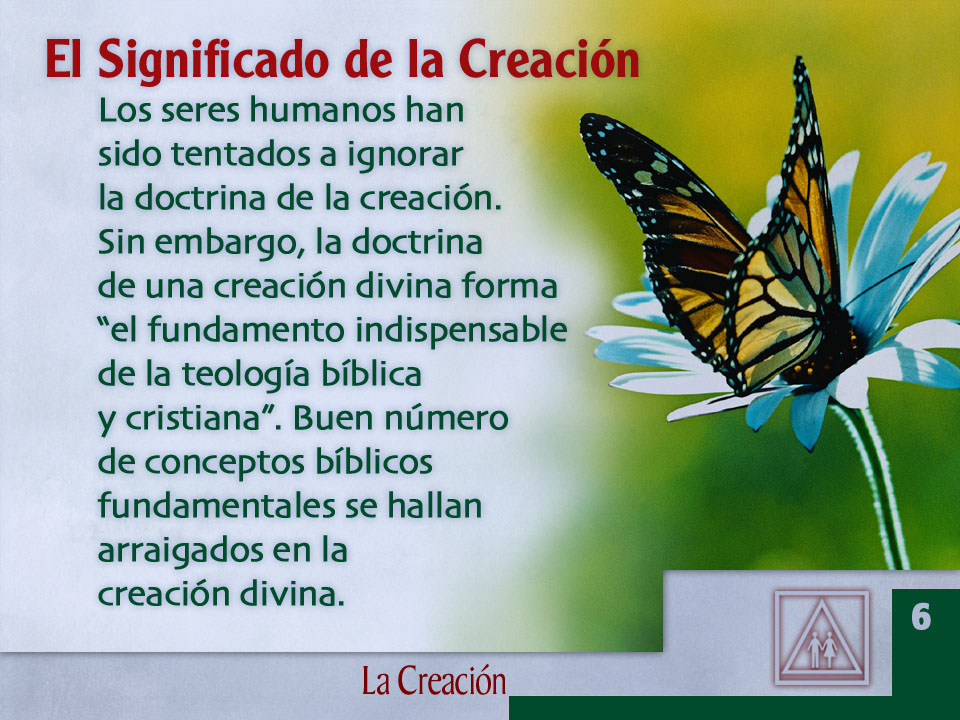 El Significado de la Creación
Los seres humanos han
sido tentados a ignorar
la doctrina de la creación.
Sin embargo, la doctrina
de una creación divina forma
“el fundamento indispensable
de la teología bíblica
y cristiana”. Buen número
de conceptos bíblicos
fundamentales se hallan
arraigados en la
creación divina.
6
La Creación